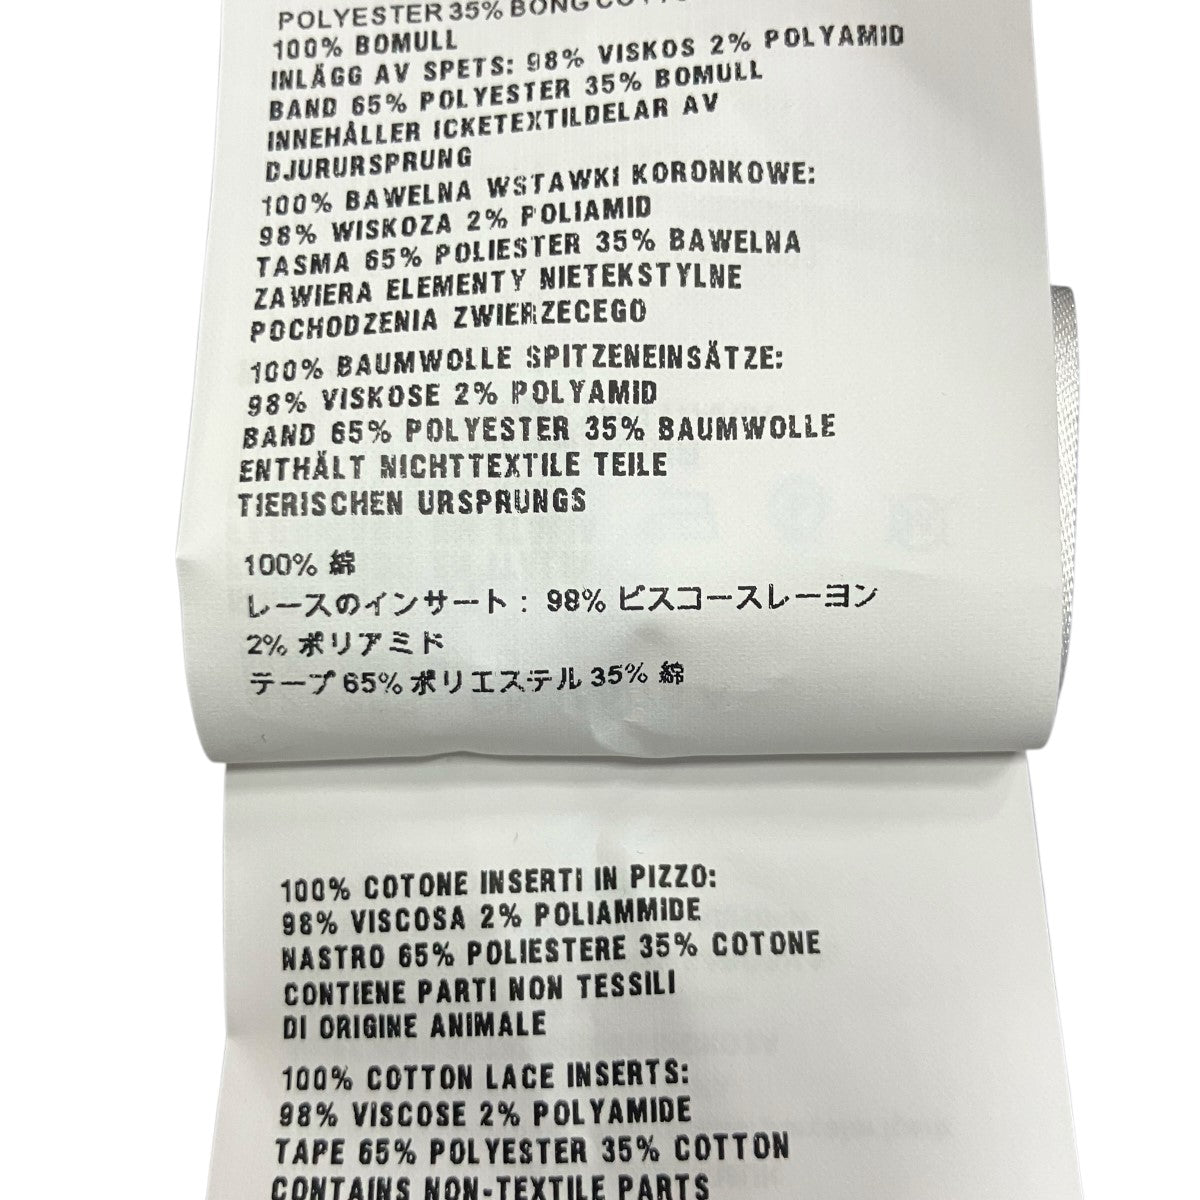 POLYESTER 35% BONG
100% BOMULL
INLÄGG AV SPETS: 98% VISKOS 2% POLYAMID
BAND 65% POLYESTER 35% BOMULL
INNEHÅLLER ICKETEXTILDELAR AV
DJURURSPRUNG
100% BAWELNA WSTAWKI KORONKOWE:
98% WISKOZA 2% POLIAMID
TASMA 65% POLIESTER 35% BAWELNA
ZAWIERA ELEMENTY NIETEKSTYLNE
POCHODZENIA ZWIERZECEGO
100% BAUMWOLLE SPITZENEINSÄTZE:
98% VISKOSE 2% POLYAMID
BAND 65% POLYESTER 35% BAUMWOLLE
ENTHÄLT NICHTTEXTILE TEILE
TIERISCHEN URSPRUNGS
100% 綿
レースのインサート: 98% ビスコースレーヨン
2% ポリアミド
テープ 65% ポリエステル 35% 綿
100% COTONE INSERTI IN PIZZO:
98% VISCOSA 2% POLIAMMIDE
NASTRO 65% POLIESTERE 35% COTONE
CONTIENE PARTI NON TESSILI
DI ORIGINE ANIMALE
100% COTTON LACE INSERTS:
98% VISCOSE 2% POLYAMIDE
TAPE 65% POLYESTER 35% COTTON
CONTAINS NON-TEXTILE PARTS